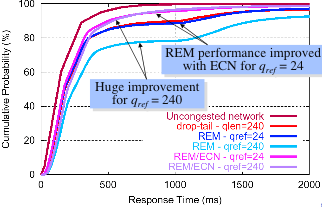 100
80
60
40
20
0
Cumulative Probability (%)
REM performance improved
with ECN for qref = 24
Huge improvement
for qref = 240
Uncongested network
drop-tail - qlen=240
REM - qref=24
REM - qref=240
REM/ECN - qref=24
REM/ECN - qref=240
0 500 1000 1500 2000
Response Time (ms)